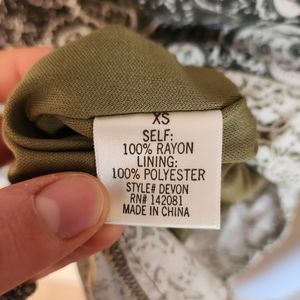 XS
SELF:
100% RAYON
LINING:
100% POLYESTER
STYLE# DEVON
RN# 142081
MADE IN CHINA